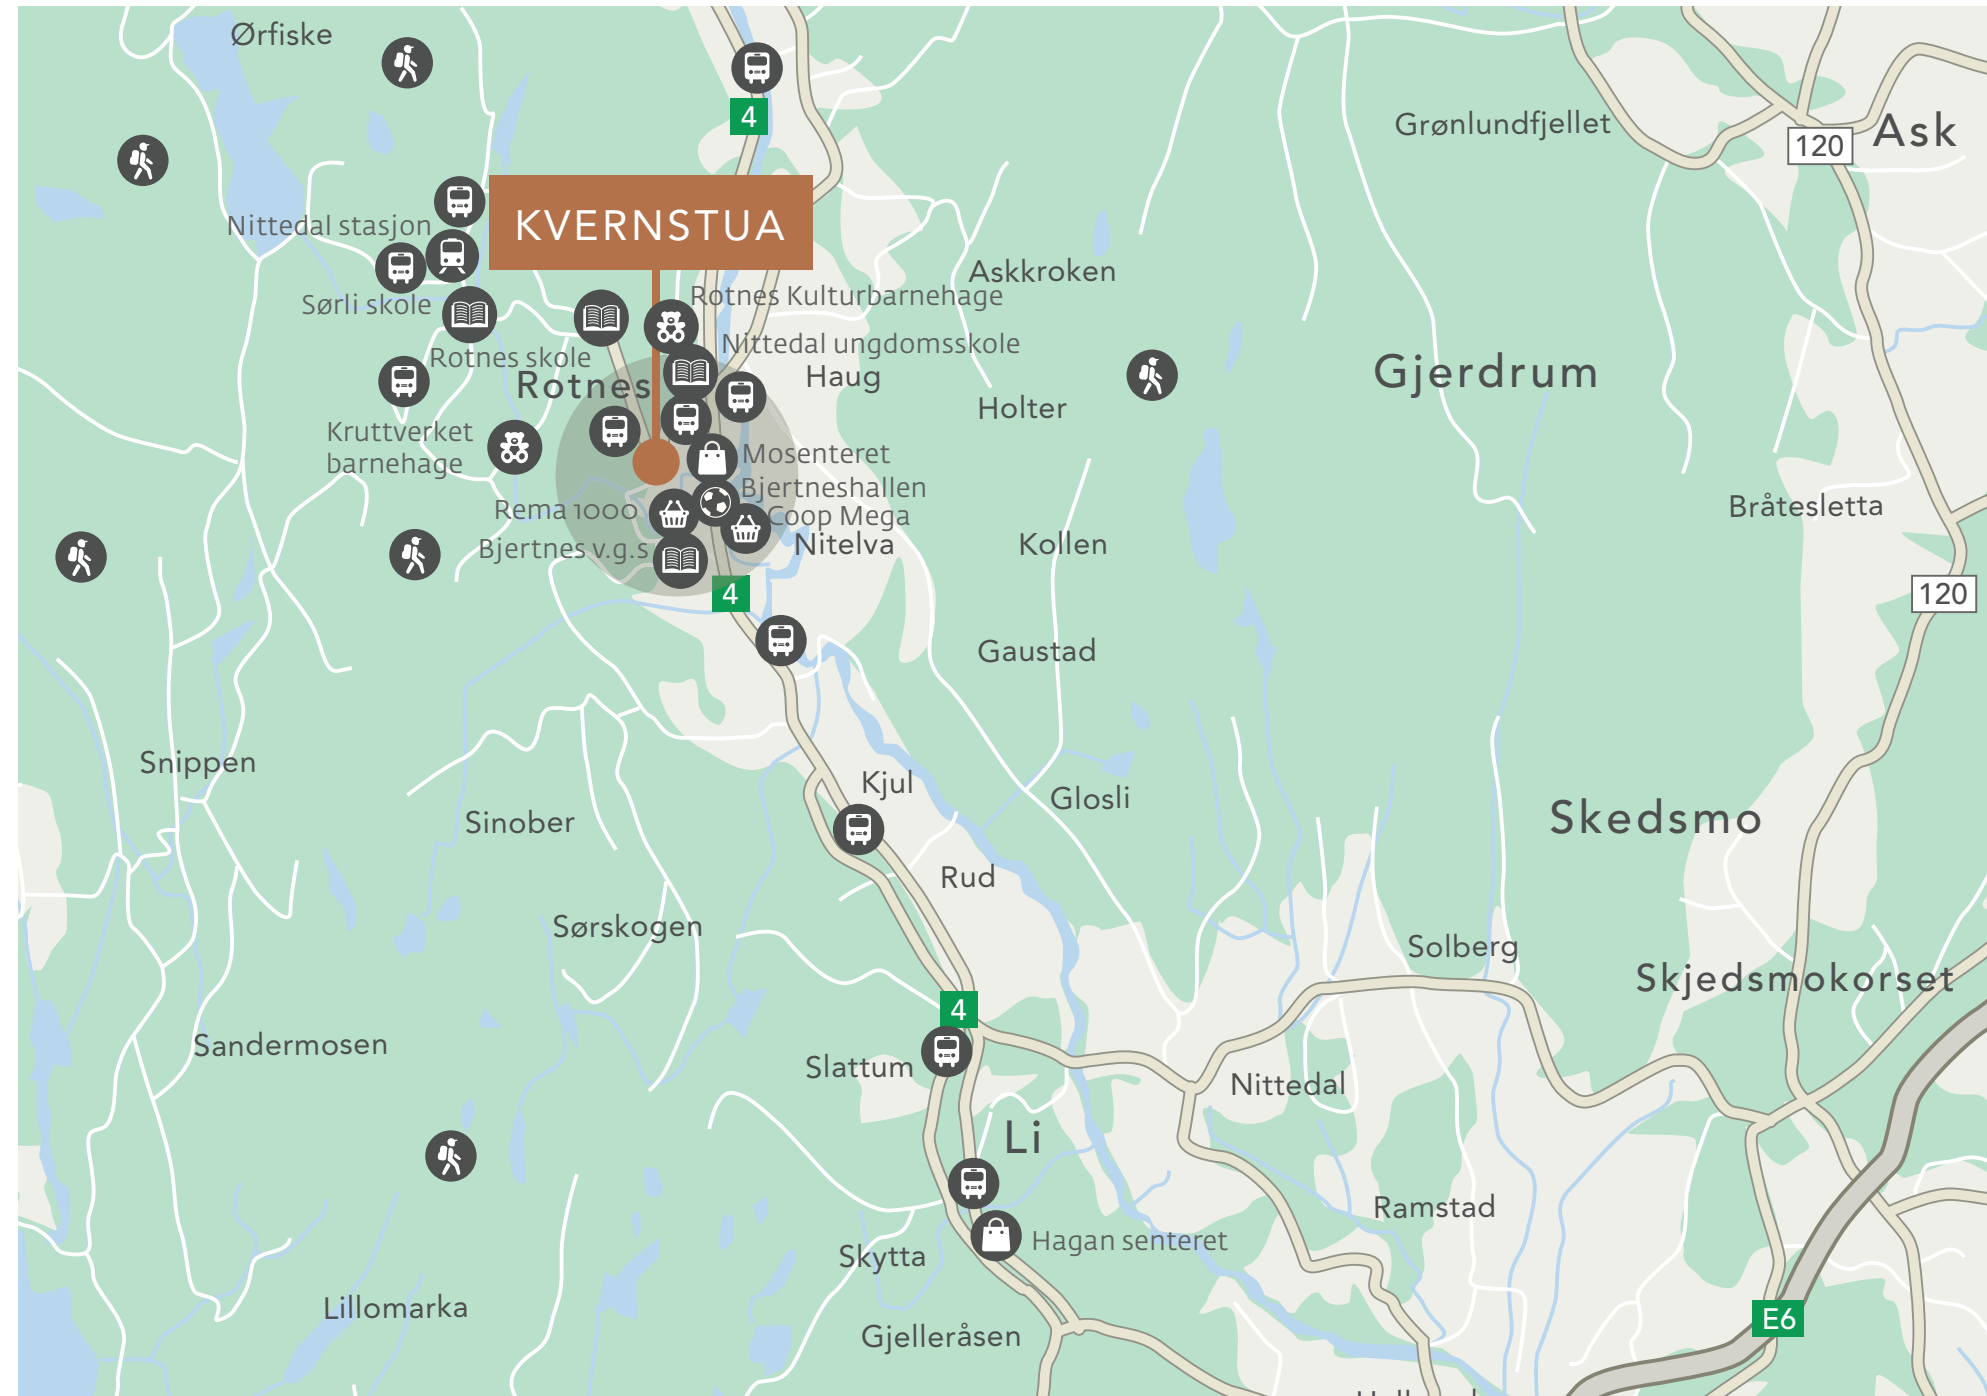 Ørfiske
4
Grønlundfjellet
120
Ask
KVERNSTUA
Nittedal stasjon
Askkroken
Sørli skole
Rotnes Kulturbarnehage
Nittedal ungdomsskole
Rotnes skole
Rotnes
Haug
Gjerdrum
Holter
Kruttverket
barnehage
Mosenteret
Bjertneshallen
Rema 1000
Coop Mega
Bråtesletta
Bjertnes v.g.s
Nitelva
Kollen
4
120
Gaustad
Snippen
Kjul
Glosli
Sinober
Skedsmo
Rud
Sørskogen
Solberg
Skjedsmokorset
4
Sandermosen
Slattum
Nittedal
Li
Ramstad
Hagan senteret
Skytta
Lillomarka
E6
Gjelleråsen